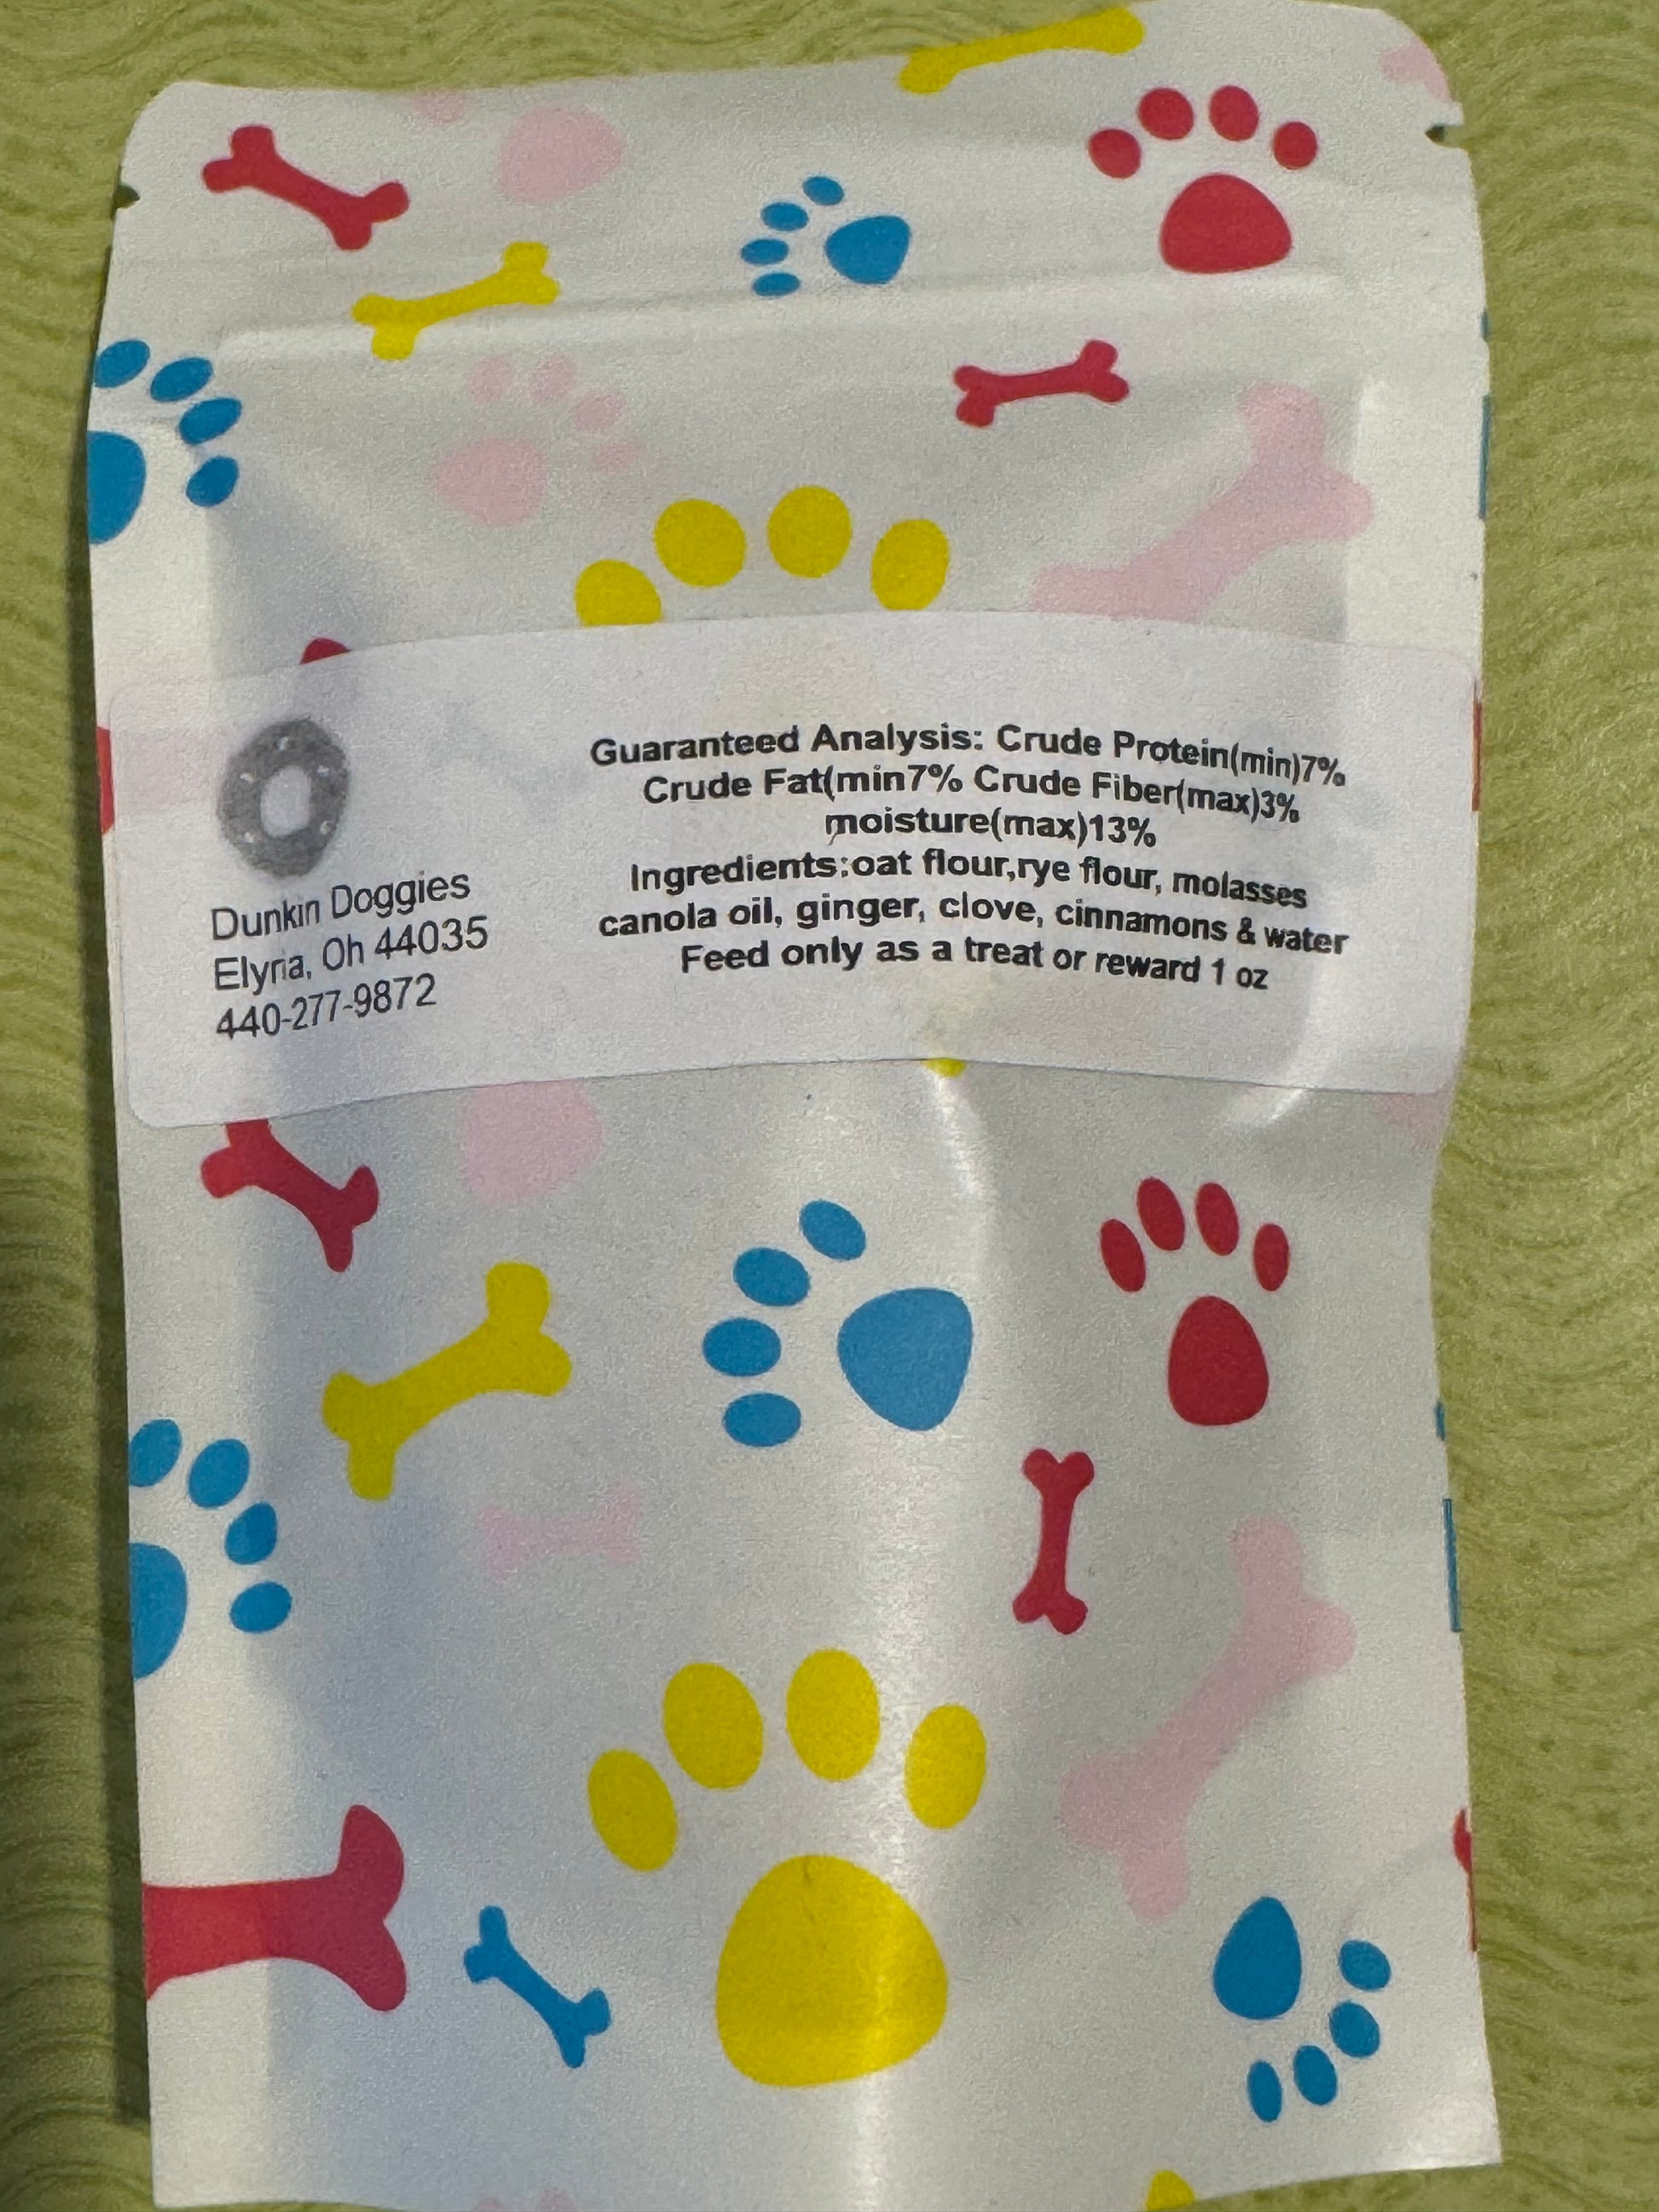 Dunkin Doggies
Elyria, Oh 44035
440-277-9872
Guaranteed Analysis: Crude Protein(min)7%
Crude Fat(min7% Crude Fiber(max)3%
moisture(max)13%
Ingredients:oat flour,rye flour, molasses
canola oil, ginger, clove, cinnamons & water
Feed only as a treat or reward 1 oz